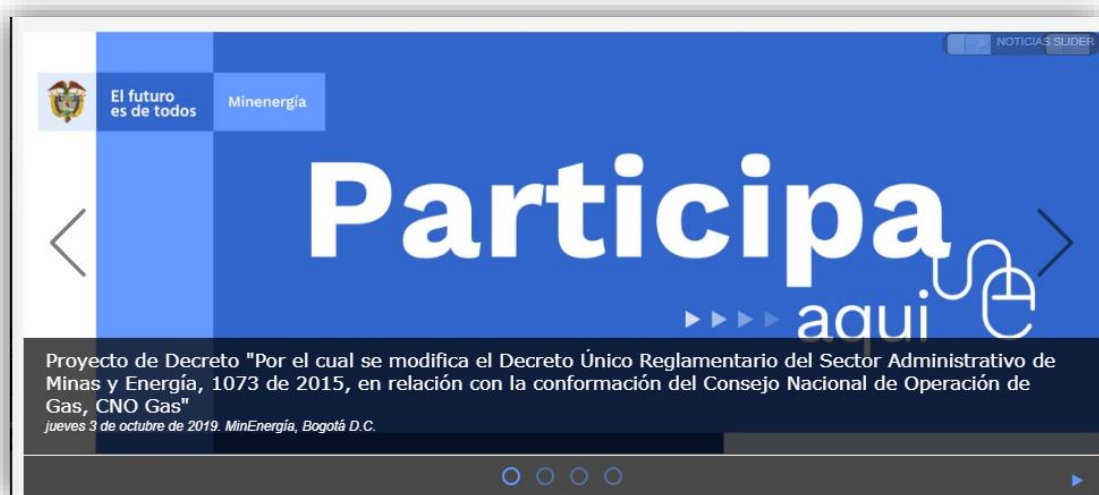 NOTICIAS SLIDER
El futuro
es de todos
Minenergía
Participa
aqui
Proyecto de Decreto "Por el cual se modifica el Decreto Único Reglamentario del Sector Administrativo de
Minas y Energía, 1073 de 2015, en relación con la conformación del Consejo Nacional de Operación de
Gas, CNO Gas"
jueves 3 de octubre de 2019. MinEnergía, Bogotá D.C.